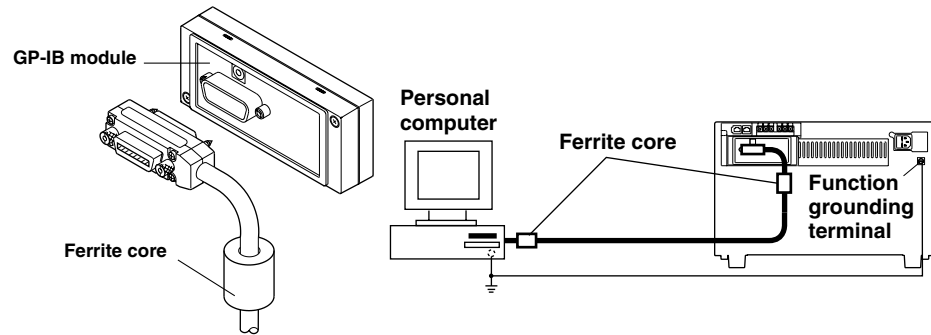 GP-IB module
Ferrite core
Personal
computer
Ferrite core
Function
grounding
terminal